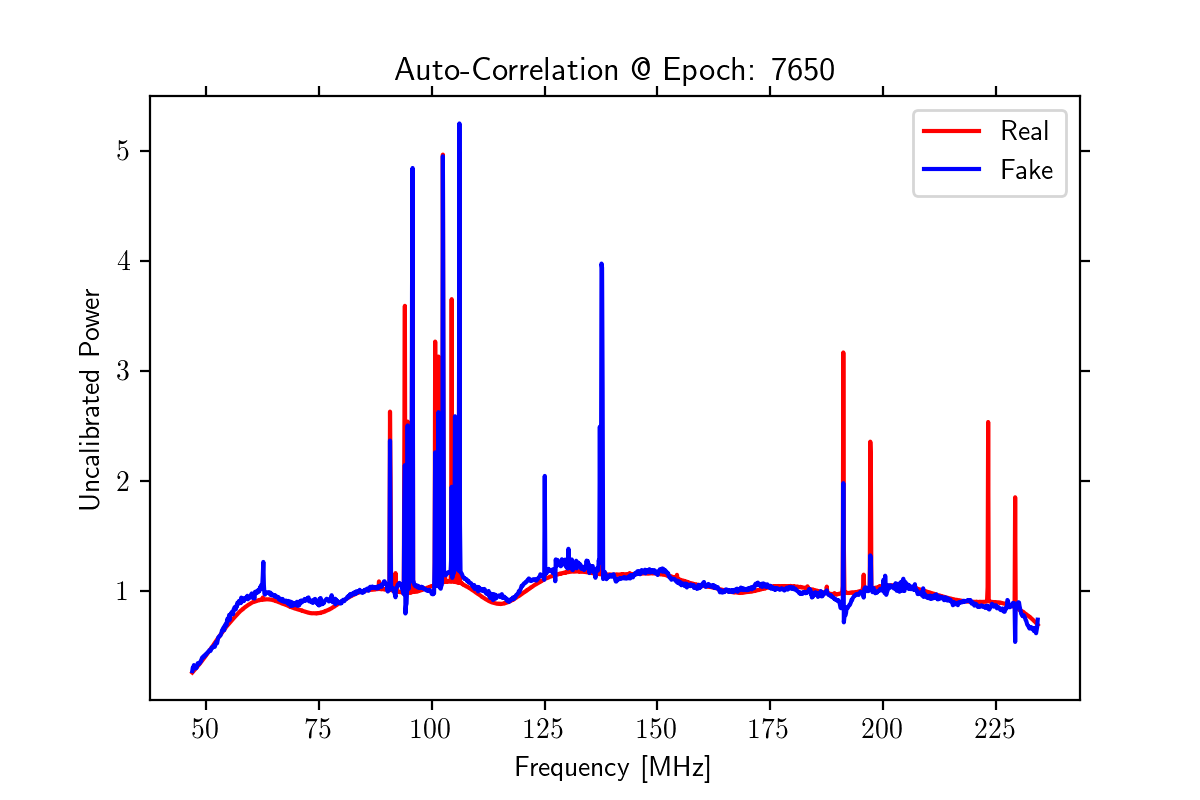 Auto-Correlation @ Epoch: 7650
Real
Fake
5
4
3
2
1
Uncalibrated Power
50 75 100 125 150 175 200 225
Frequency [MHz]